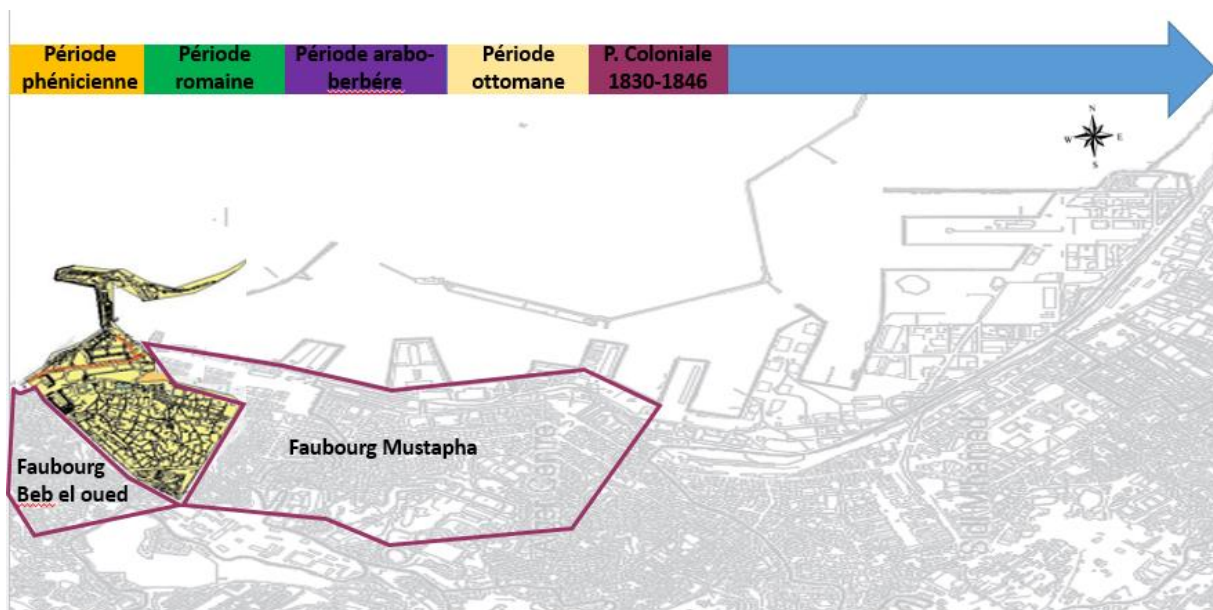 Période
phénicienne
Période
romaine
Période arabo-
berbére
Période
ottomane
P. Coloniale
1830-1846
N
W E
S
Faubourg Mustapha
Faubourg
Beb el oued